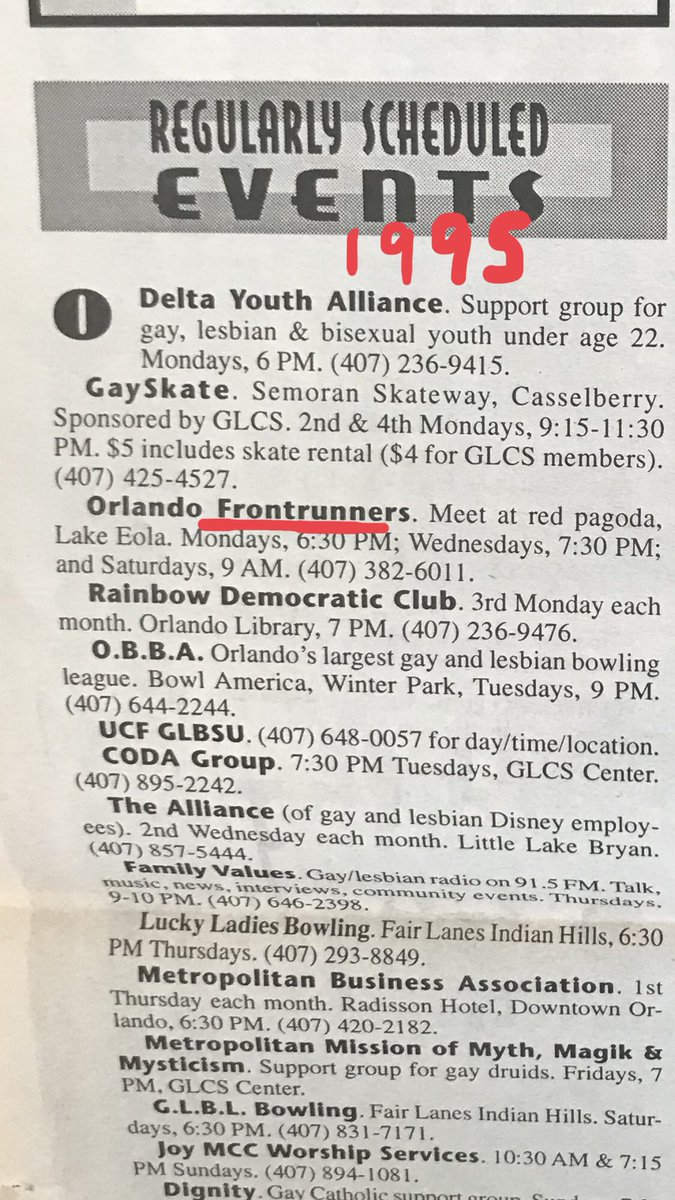 REGULARLY SCHEDULED
EVENTS
1995
Delta Youth Alliance. Support group for
gay, lesbian & bisexual youth under age 22.
Mondays, 6 PM. (407) 236-9415.
GaySkate. Semoran Skateway, Casselberry.
Sponsored by GLCS. 2nd & 4th Mondays, 9:15-11:30
PM. $5 includes skate rental ($4 for GLCS members).
(407) 425-4527.
Orlando Frontrunners. Meet at red pagoda,
Lake Eola. Mondays, 6:30 PM; Wednesdays, 7:30 PM;
and Saturdays, 9 AM. (407) 382-6011.
Rainbow Democratic Club. 3rd Monday each
month. Orlando Library, 7 PM. (407) 236-9476.
O.B.B.A. Orlando's largest gay and lesbian bowling
league. Bowl America, Winter Park, Tuesdays, 9 PM.
(407) 644-2244.
UCF GLBSU. (407) 648-0057 for day/time/location.
CODA Group. 7:30 PM Tuesdays, GLCS Center.
(407) 895-2242.
The Alliance (of gay and lesbian Disney employ-
ees). 2nd Wednesday each month. Little Lake Bryan.
(407) 857-5444.
Family Values. Gay/lesbian radio on 91.5 FM. Talk,
music, news, interviews, community events. Thursdays,
9-10 PM. (407) 646-2398.
Lucky Ladies Bowling. Fair Lanes Indian Hills, 6:30
PM Thursdays. (407) 293-8849.
Metropolitan Business Association. 1st
Thursday each month. Radisson Hotel, Downtown Or-
lando, 6:30 PM. (407) 420-2182.
Metropolitan Mission of Myth, Magik &
Mysticism. Support group for gay druids. Fridays, 7
PM, GLCS Center.
G.L.B.L. Bowling. Fair Lanes Indian Hills. Satur-
days, 6:30 PM. (407) 831-7171.
Joy MCC Worship Services. 10:30 AM & 7:15
PM Sundays. (407) 894-1081.
Dignity. Gay Catholic support group.